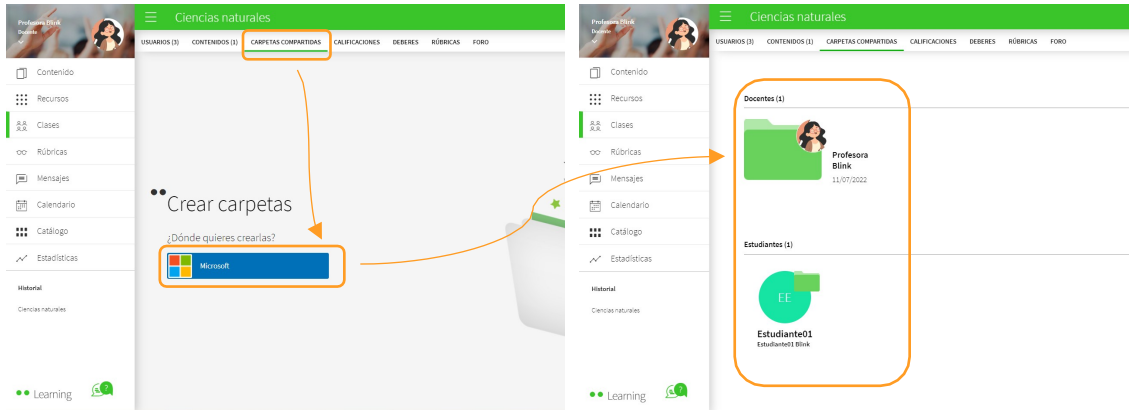 Profesora Blink
Docente
Ciencias naturales
USUARIOS (3) CONTENIDOS (1) CARPETAS COMPARTIDAS CALIFICACIONES DEBERES RÚBRICAS FORO
Contenido
Recursos
Clases
Rúbricas
Mensajes
Calendario
Catálogo
Estadísticas
Historial
Ciencias naturales
Learning
?
Crear carpetas
¿Dónde quieres crearlas?
Microsoft
Profesora Blink
Docente
Ciencias naturales
USUARIOS (3) CONTENIDOS (1) CARPETAS COMPARTIDAS CALIFICACIONES DEBERES RÚBRICAS FORO
Contenido
Recursos
Clases
Rúbricas
Mensajes
Calendario
Catálogo
Estadísticas
Historial
Ciencias naturales
Learning
?
Docentes (1)
Profesora
Blink
11/07/2022
Estudiantes (1)
EE
Estudiante01
Estudiante01 Blink